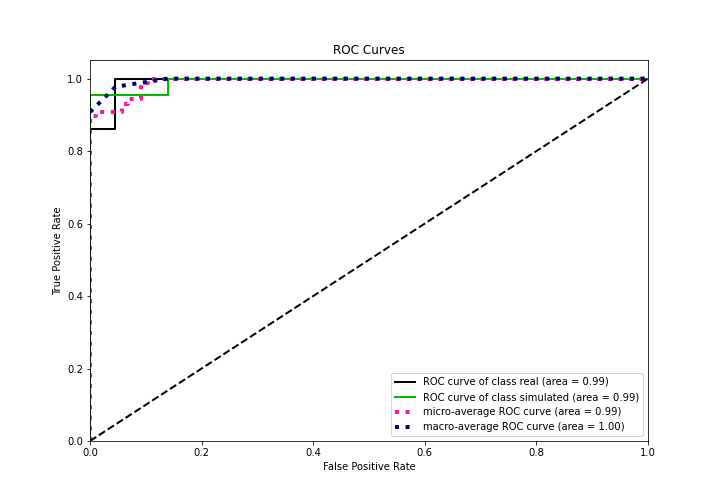 ROC Curves
True Positive Rate
1.0
0.8
0.6
0.4
0.2
0.0
0.0 0.2 0.4 0.6 0.8 1.0
False Positive Rate
ROC curve of class real (area = 0.99)
ROC curve of class simulated (area = 0.99)
micro-average ROC curve (area = 0.99)
macro-average ROC curve (area = 1.00)